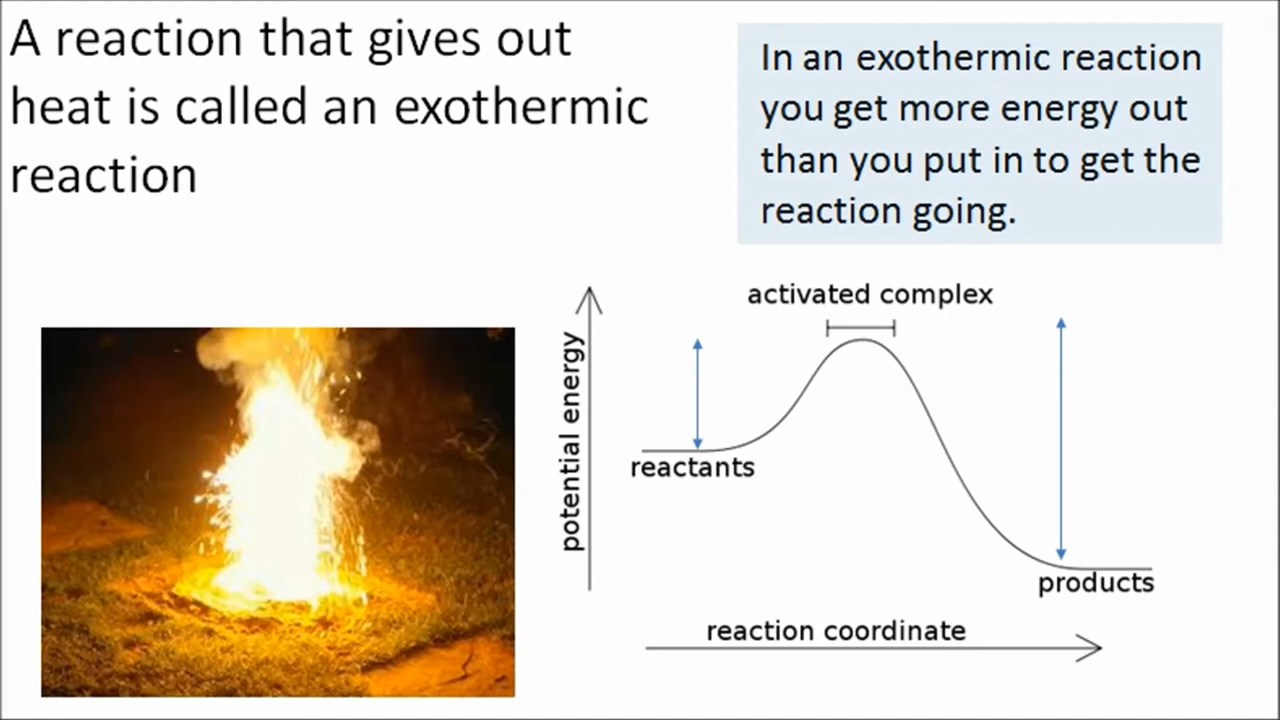 A reaction that gives out
heat is called an exothermic
reaction
In an exothermic reaction
you get more energy out
than you put in to get the
reaction going.
activated complex
potential energy
reactants
products
reaction coordinate